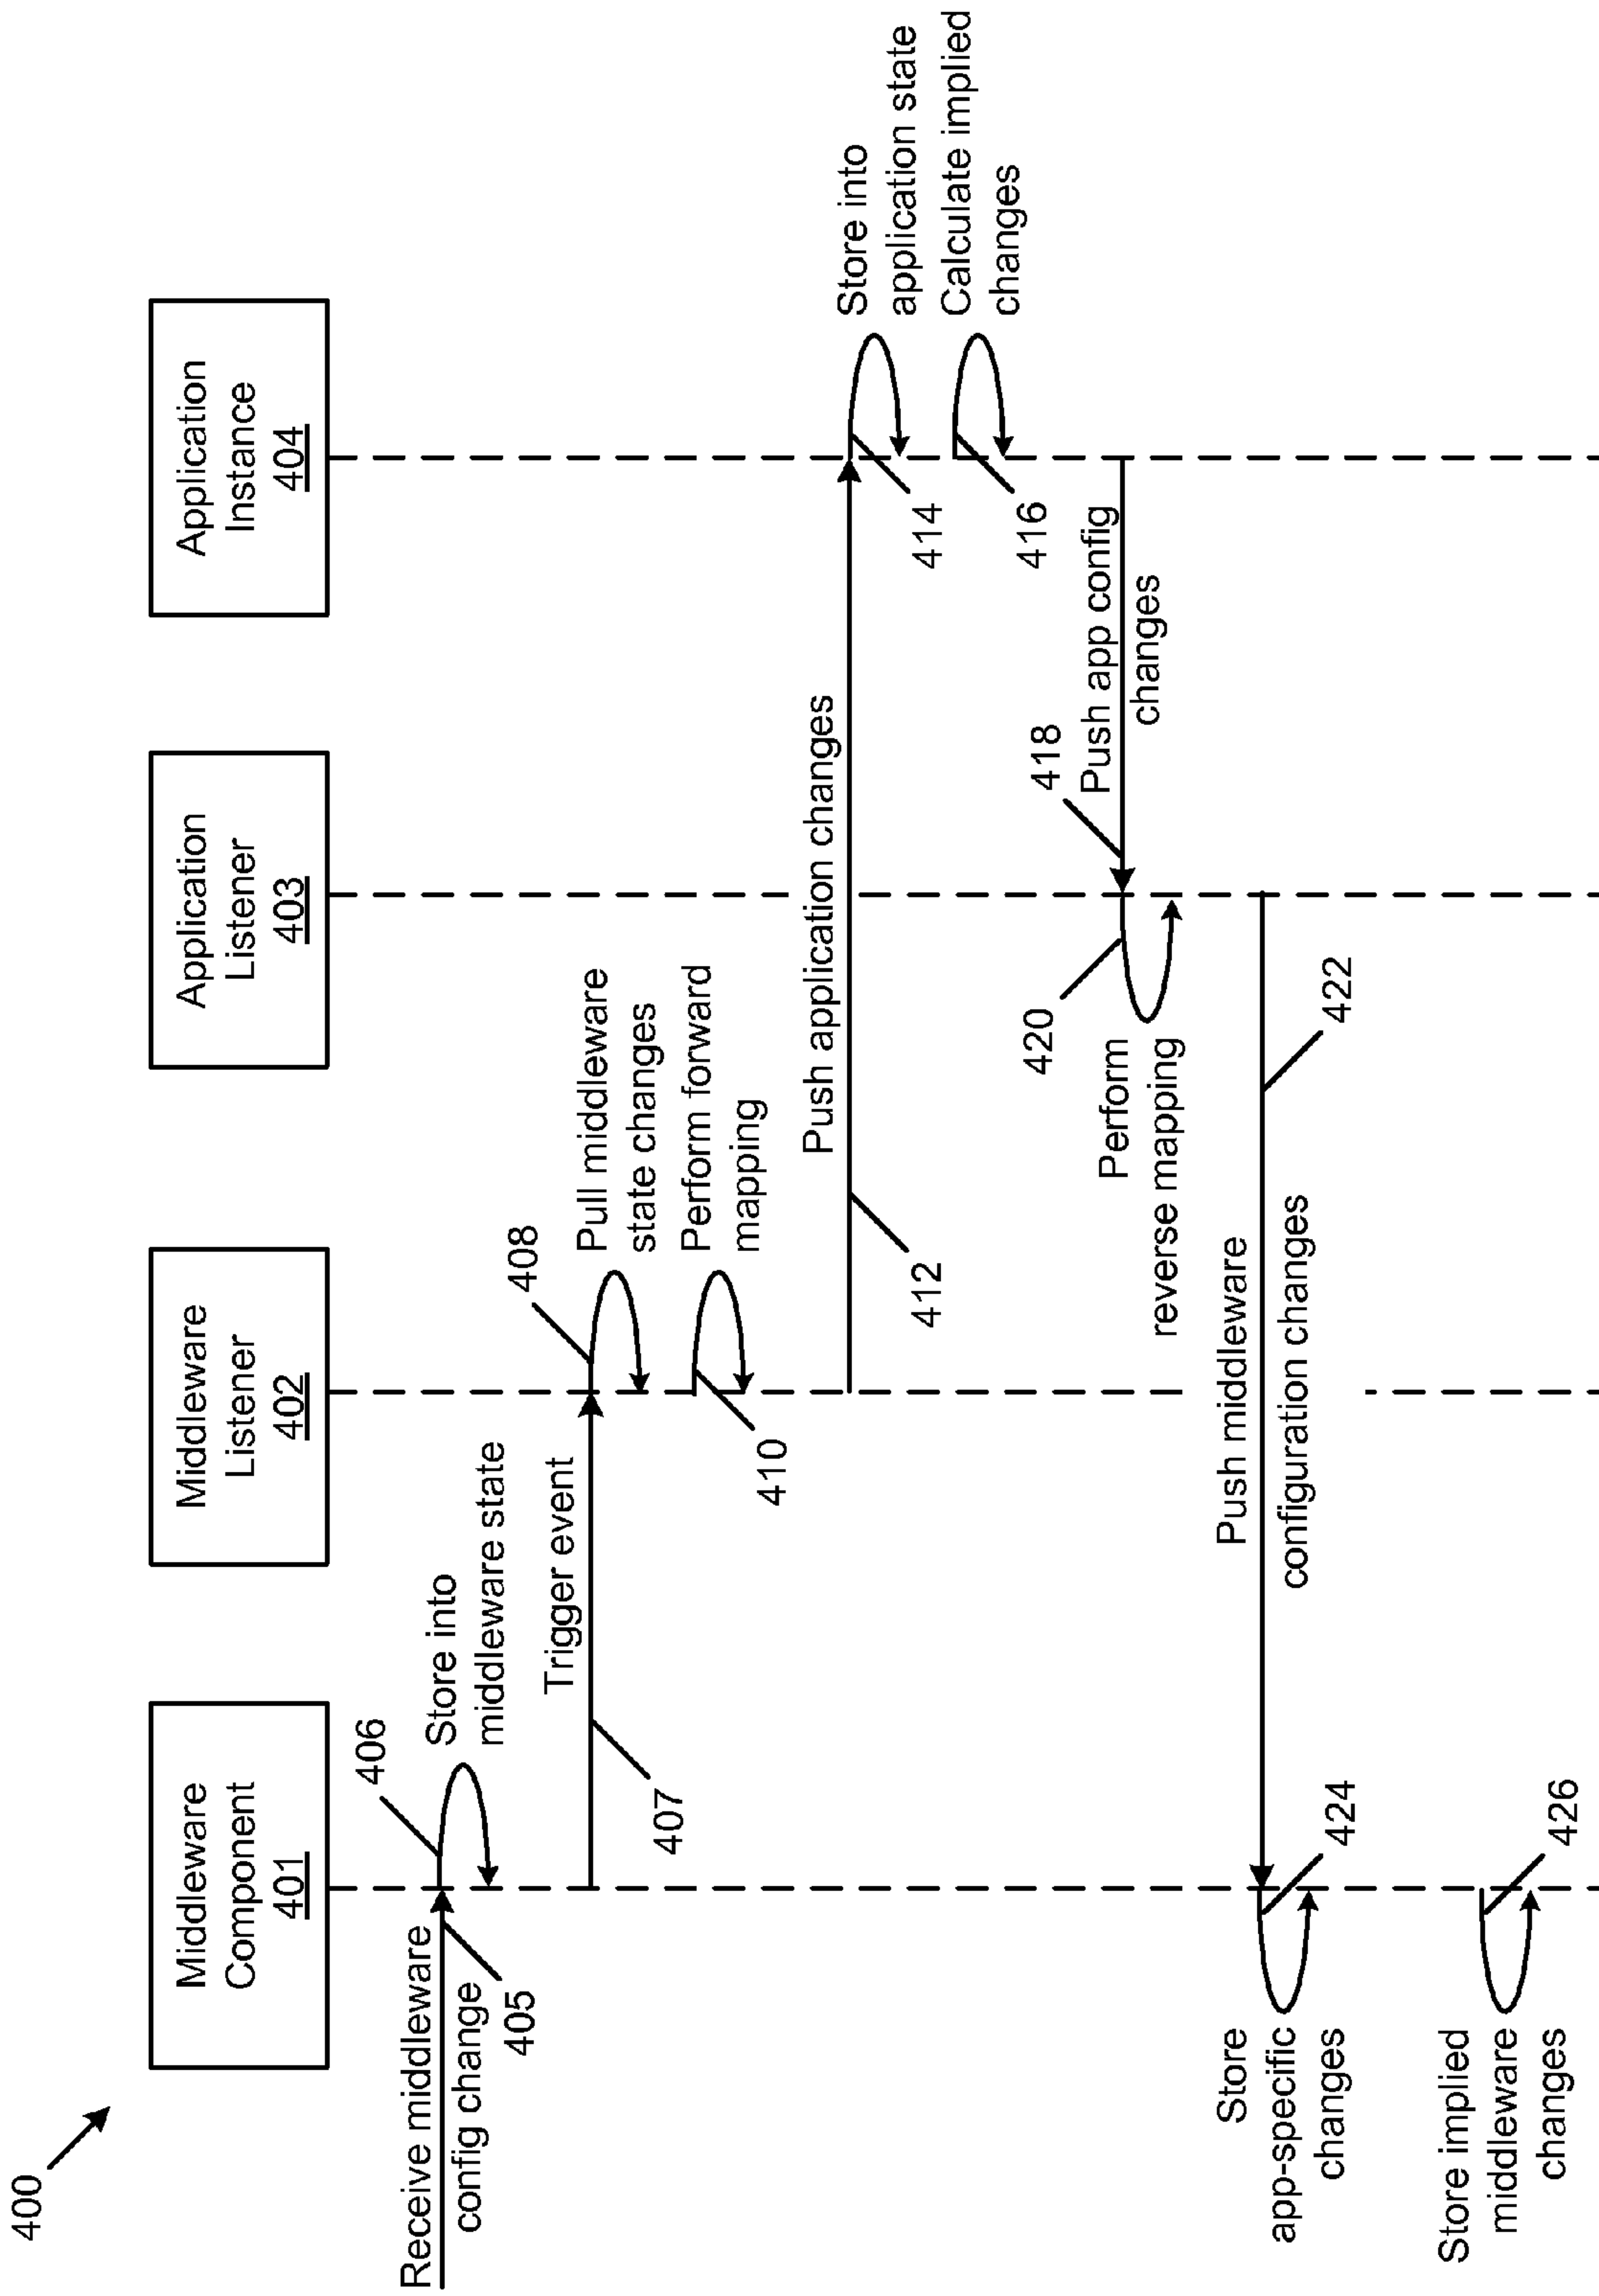 400
Middleware
Component
401
Middleware
Listener
402
Application
Listener
403
Application
Instance
404
Receive middleware
config change
405
406
Store into
middleware state
Trigger event
407
408
Pull middleware
state changes
Perform forward
mapping
410
Push application changes
412
Store into
application state
414
Calculate implied
changes
416
Push app config
changes
418
420
Perform
reverse mapping
Push middleware
configuration changes
422
Store
app-specific
changes
424
Store implied
middleware
changes
426